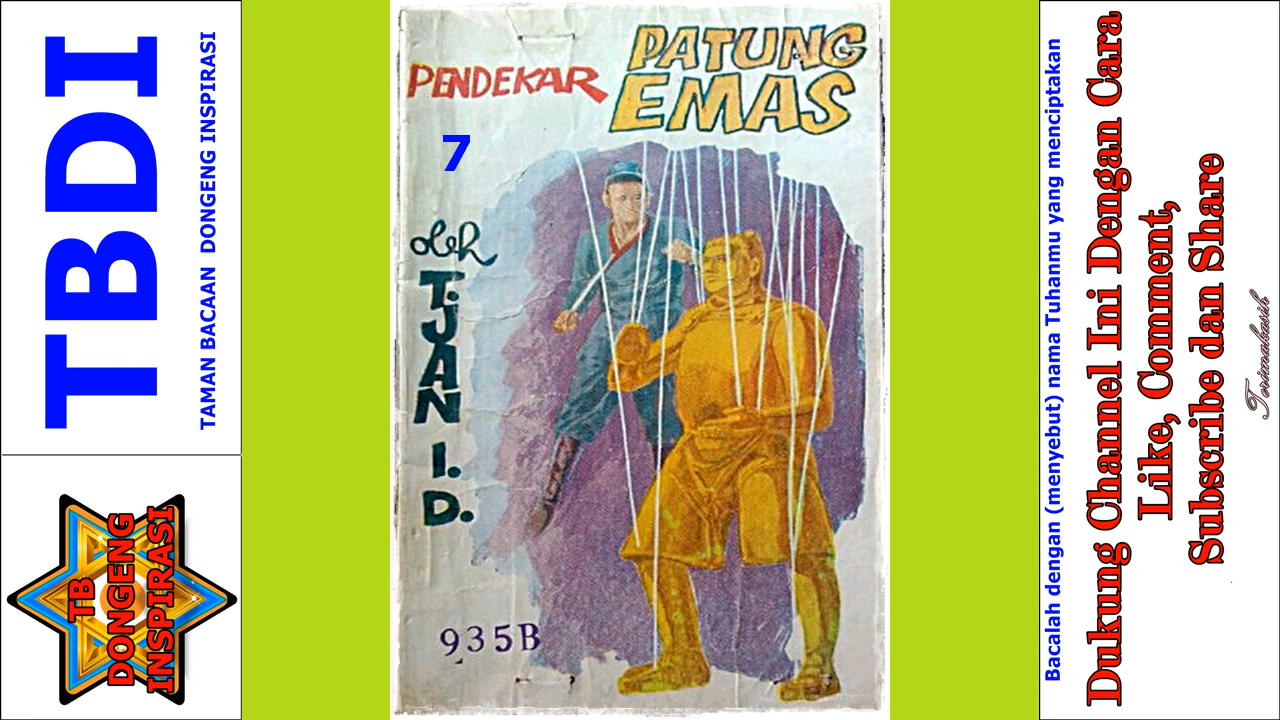 TBDI
TAMAN BACAAN DONGENG INSPIRASI
TB
DONGENG
INSPIRASI
PENDEKAR
PATUNG
EMAS
7
oleh
TJAN I.D.
935B
Bacalah dengan (menyebut) nama Tuhanmu yang menciptakan
Dukung Channel Ini Dengan Cara
Like, Comment,
Subscribe dan Share
Terimakasih